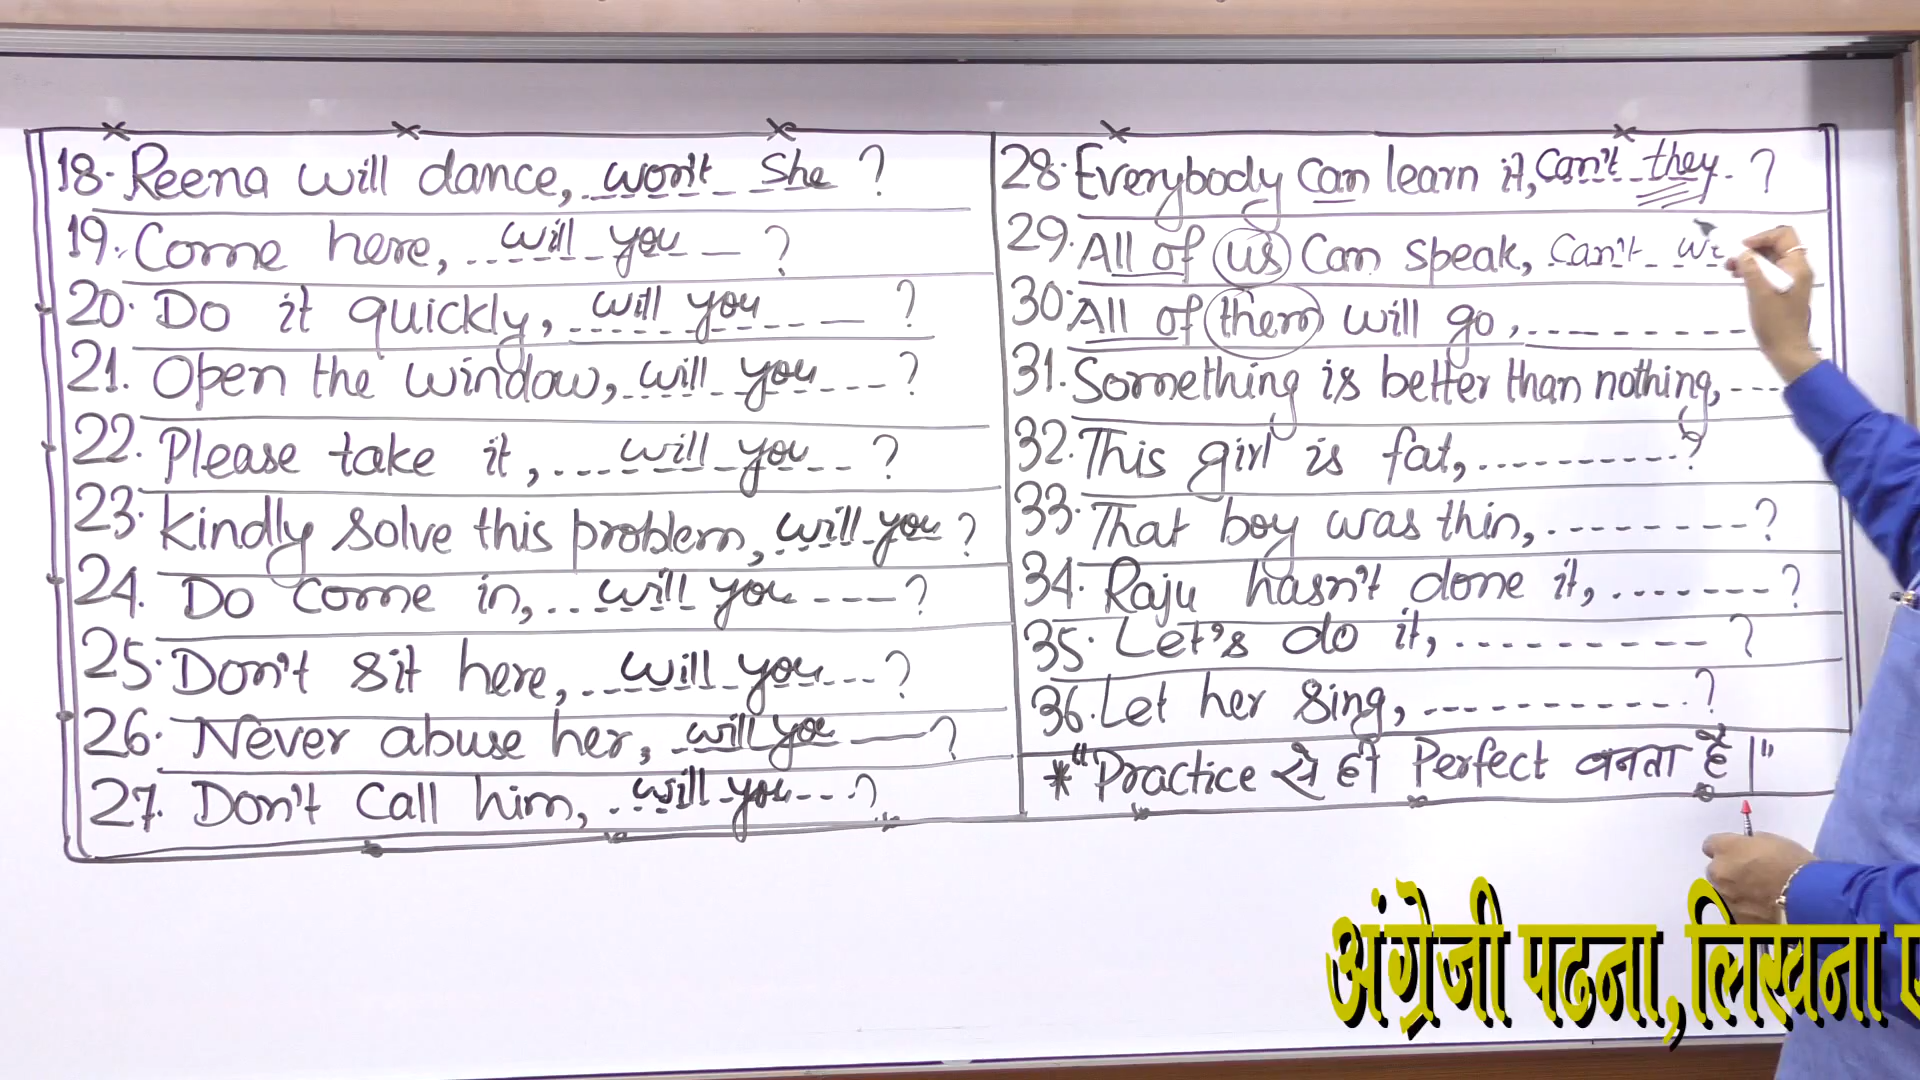 18. Reena will dance, won't she ?
19. Come here, will you ?
20. Do it quickly, will you ?
21. Open the window, will you ?
22. Please take it, will you ?
23. Kindly solve this problem, will you ?
24. Do come in, will you ?
25. Don't sit here, will you ?
26. Never abuse her, will you ?
27. Don't call him, will you ?
28. Everybody can learn it, can't they ?
29. All of us can speak, can't we
30. All of them will go, ----------
31. Something is better than nothing, ----
32. This girl is fat, ---------- ?
33. That boy was thin, --------- ?
34. Raju hasn't done it, ------- ?
35. Let's do it, ---------- ?
36. Let her sing, ------------ ?
* "Practice से ही Perfect बनता है।"
अंग्रेजी पढना,लिखना